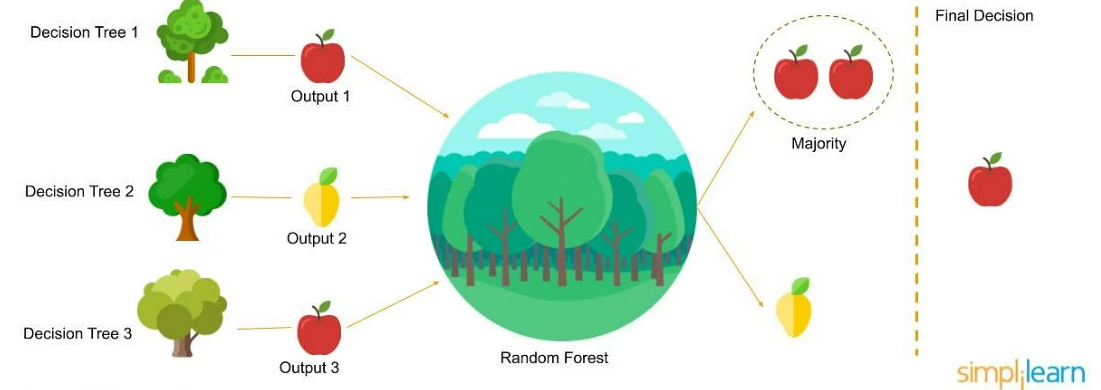 Decision Tree 1
Output 1
Decision Tree 2
Output 2
Decision Tree 3
Output 3
Random Forest
Majority
Final Decision
simplilearn